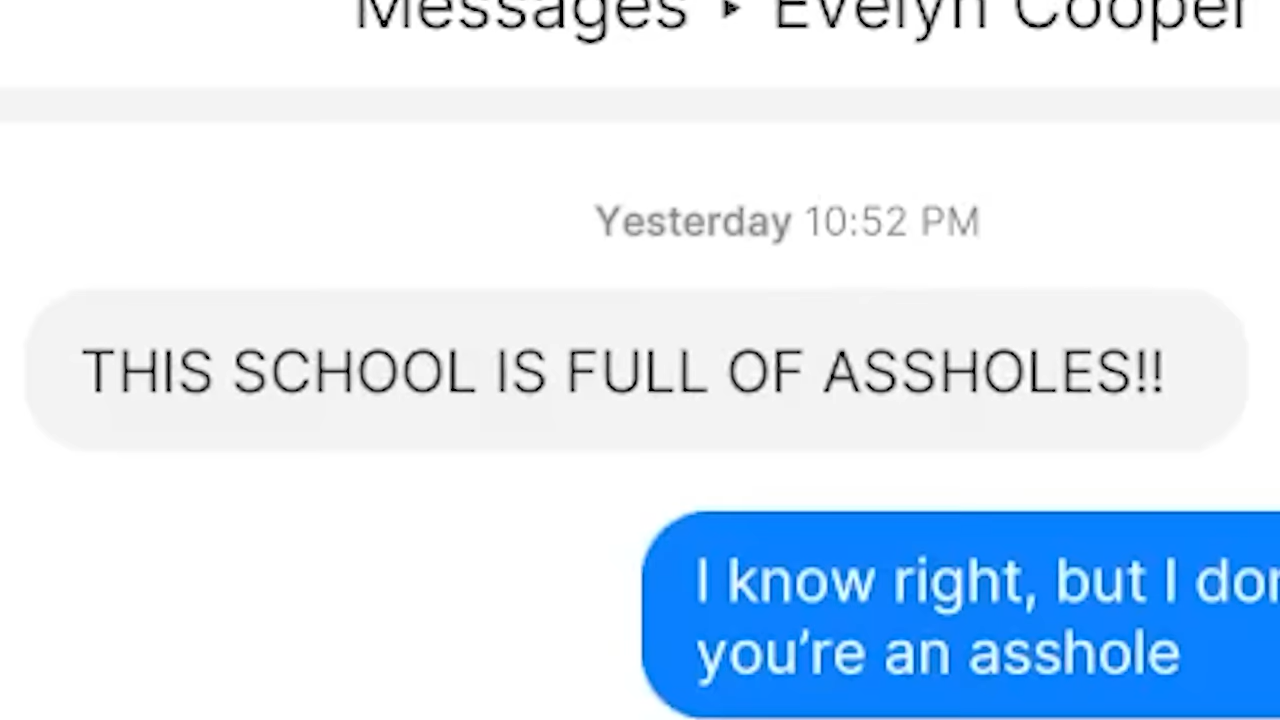 Messages ▸ Evelyn Cooper
Yesterday 10:52 PM
THIS SCHOOL IS FULL OF ASSHOLES!!
I know right, but I
you’re an asshole